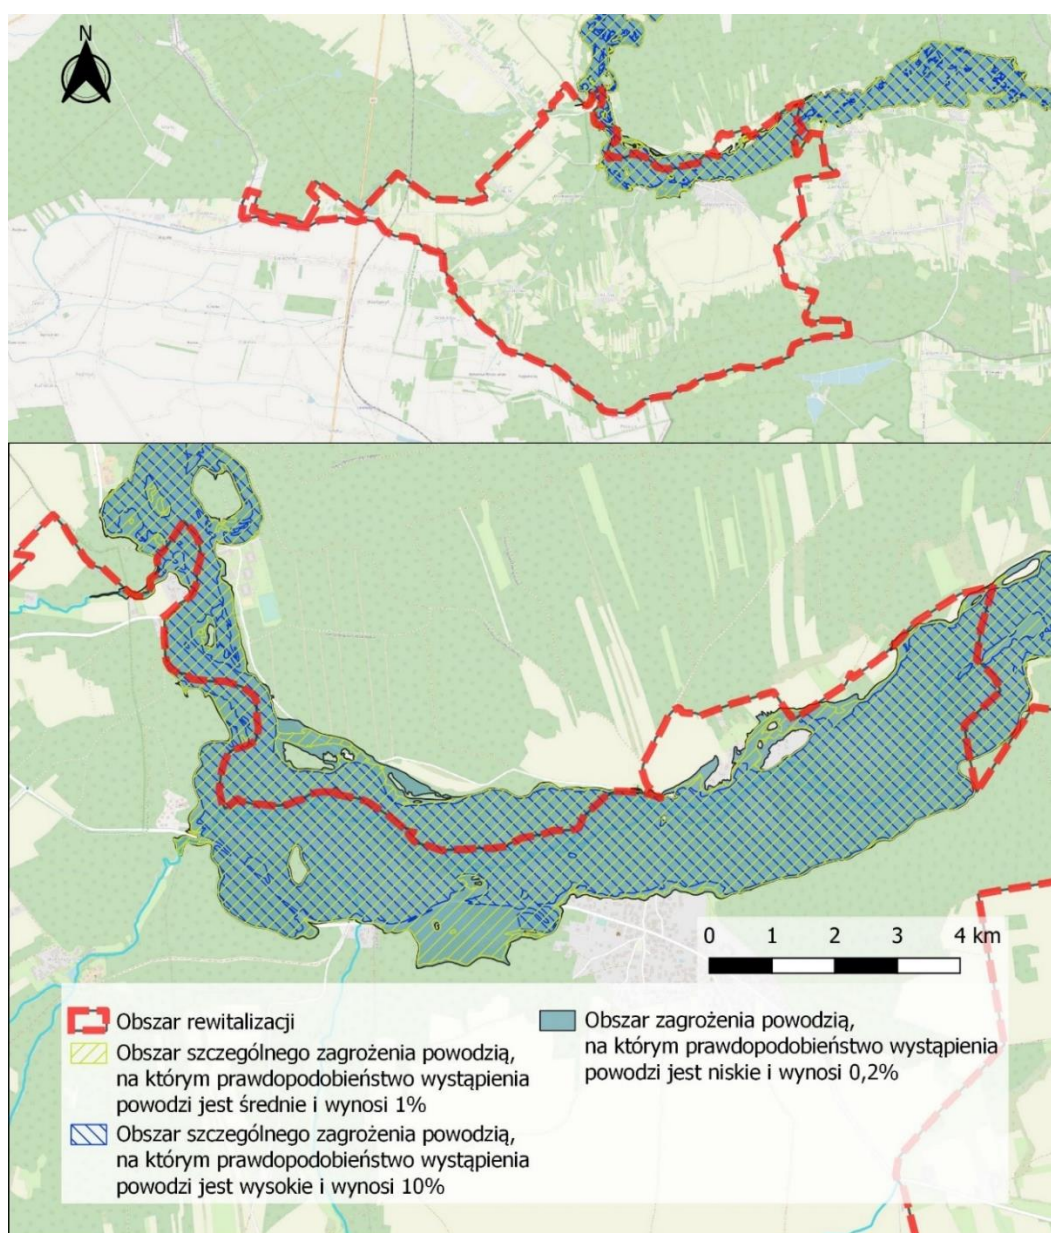 N
0 1 2 3 4 km
Obszar rewitalizacji
Obszar szczególnego zagrożenia powodzią,
na którym prawdopodobieństwo wystąpienia
powodzi jest średnie i wynosi 1%
Obszar szczególnego zagrożenia powodzią,
na którym prawdopodobieństwo wystąpienia
powodzi jest wysokie i wynosi 10%
Obszar zagrożenia powodzią,
na którym prawdopodobieństwo wystąpienia
powodzi jest niskie i wynosi 0,2%